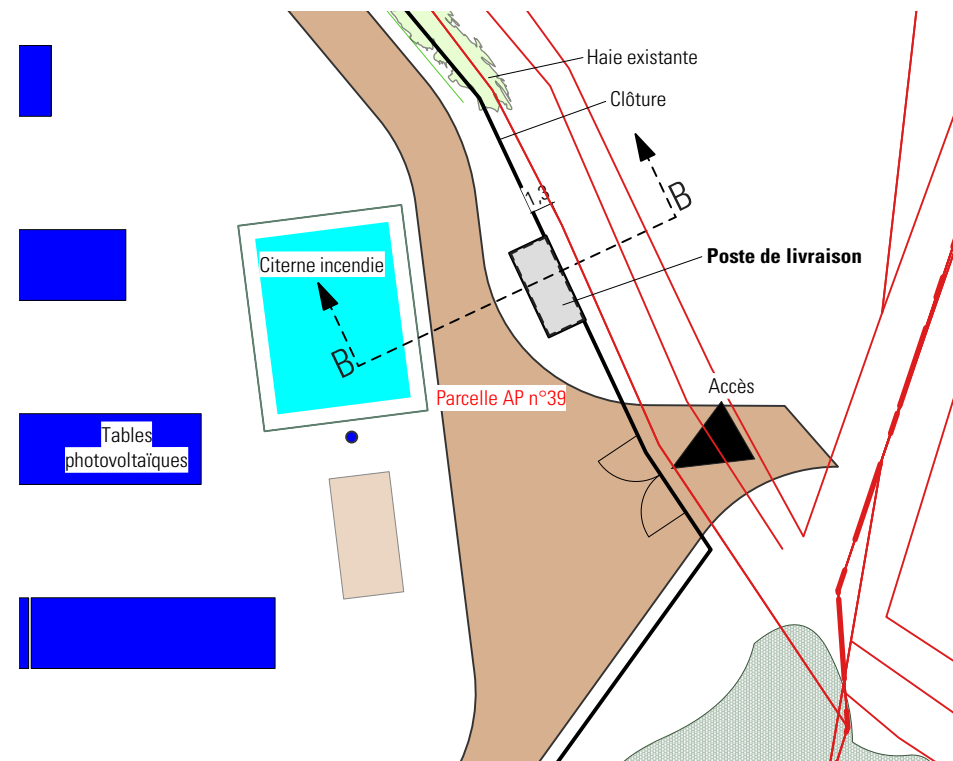 Haie existante
Clôture
1,3
B
Poste de livraison
Citerne incendie
B
Accès
Parcelle AP n°39
Tables
photovoltaïques